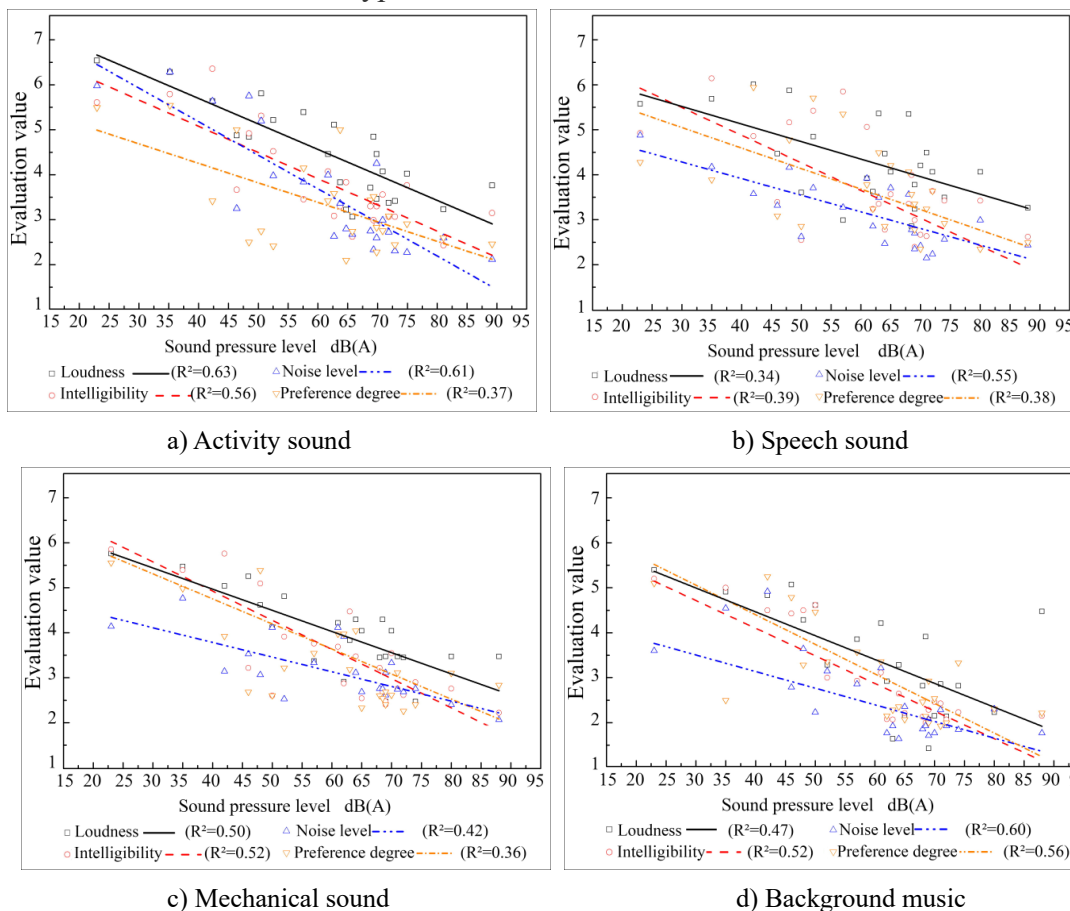 Evaluation value
7
6
5
4
3
2
1
15 20 25 30 35 40 45 50 55 60 65 70 75 80 85 90 95
Sound pressure level dB(A)
Loudness (R²=0.63) Noise level (R²=0.61)
Intelligibility (R²=0.56) Preference degree (R²=0.37)
a) Activity sound
Evaluation value
7
6
5
4
3
2
1
15 20 25 30 35 40 45 50 55 60 65 70 75 80 85 90 95
Sound pressure level dB(A)
Loudness (R²=0.34) Noise level (R²=0.55)
Intelligibility (R²=0.39) Preference degree (R²=0.38)
b) Speech sound
Evaluation value
7
6
5
4
3
2
1
15 20 25 30 35 40 45 50 55 60 65 70 75 80 85 90 95
Sound pressure level dB(A)
Loudness (R²=0.50) Noise level (R²=0.42)
Intelligibility (R²=0.52) Preference degree (R²=0.36)
c) Mechanical sound
Evaluation value
7
6
5
4
3
2
1
15 20 25 30 35 40 45 50 55 60 65 70 75 80 85 90 95
Sound pressure level dB(A)
Loudness (R²=0.47) Noise level (R²=0.60)
Intelligibility (R²=0.52) Preference degree (R²=0.56)
d) Background music